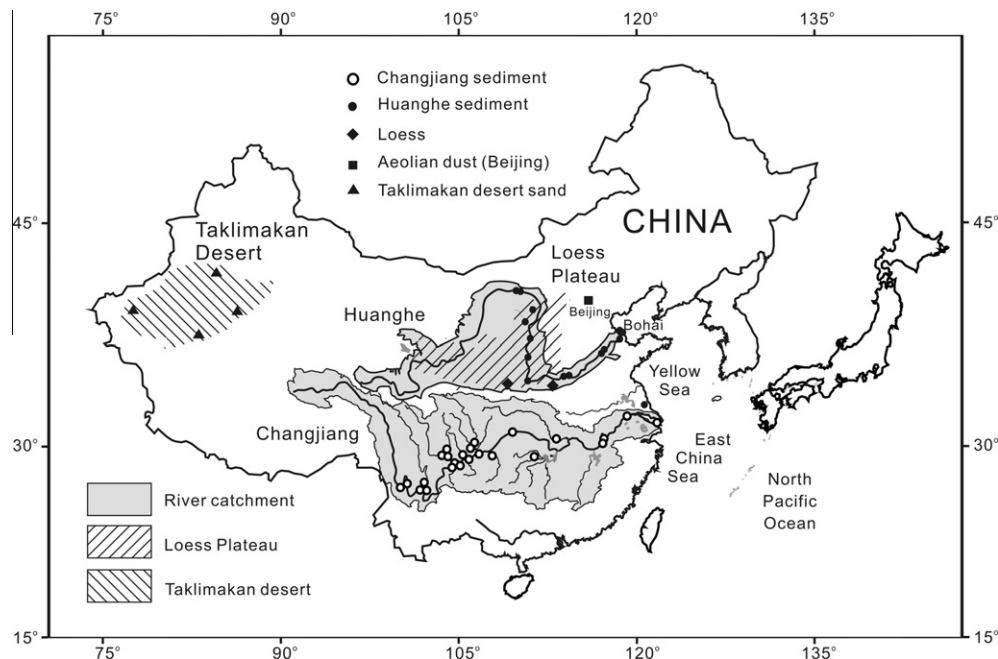 75° 90° 105° 120° 135°
Changjiang sediment
Huanghe sediment
Loess
Aeolian dust (Beijing)
Taklimakan desert sand
45° 45°
CHINA
Taklimakan
Desert
Loess
Plateau
Beijing
Huanghe
Bohai
Yellow
Sea
Changjiang
30° 30°
East
China
Sea
North
Pacific
Ocean
River catchment
Loess Plateau
Taklimakan desert
15° 15°
75° 90° 105° 120° 135°